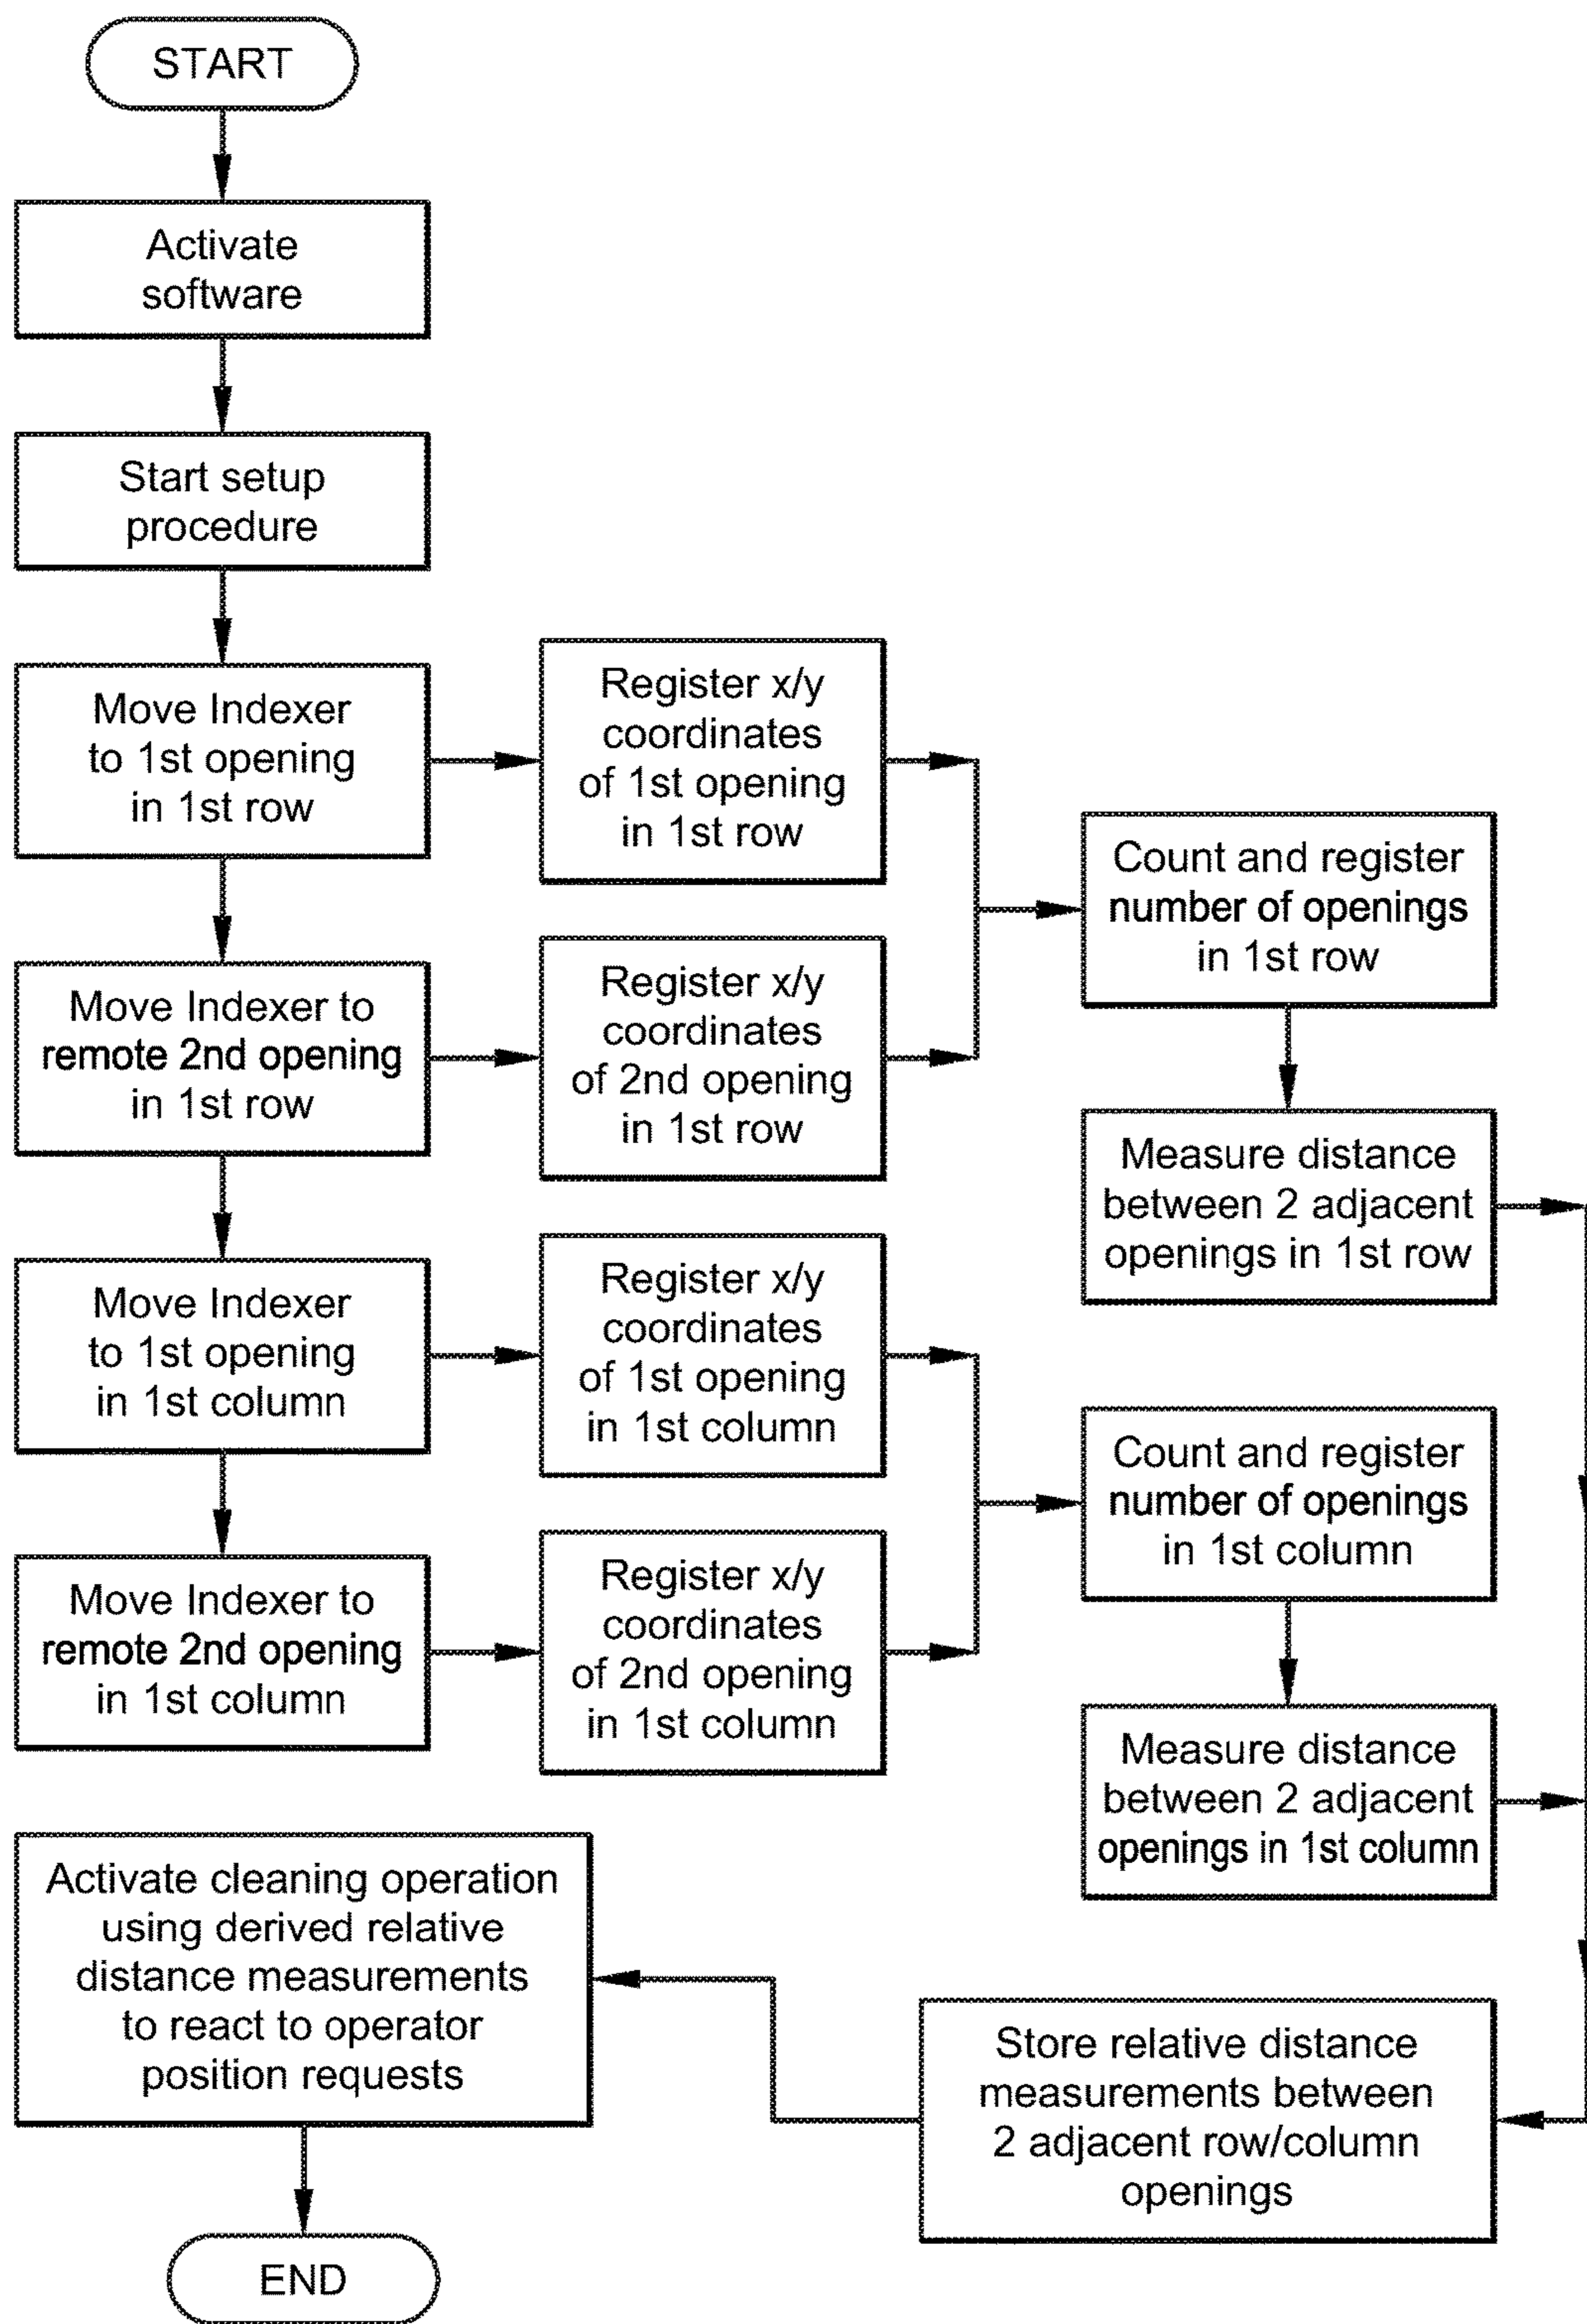 START
Activate
software
Start setup
procedure
Move Indexer
to 1st opening
in 1st row
Register x/y
coordinates
of 1st opening
in 1st row
Move Indexer to
remote 2nd opening
in 1st row
Register x/y
coordinates
of 2nd opening
in 1st row
Count and register
number of openings
in 1st row
Measure distance
between 2 adjacent
openings in 1st row
Move Indexer
to 1st opening
in 1st column
Register x/y
coordinates
of 1st opening
in 1st column
Move Indexer to
remote 2nd opening
in 1st column
Register x/y
coordinates
of 2nd opening
in 1st column
Count and register
number of openings
in 1st column
Measure distance
between 2 adjacent
openings in 1st column
Store relative distance
measurements between
2 adjacent row/column
openings
Activate cleaning operation
using derived relative
distance measurements
to react to operator
position requests
END